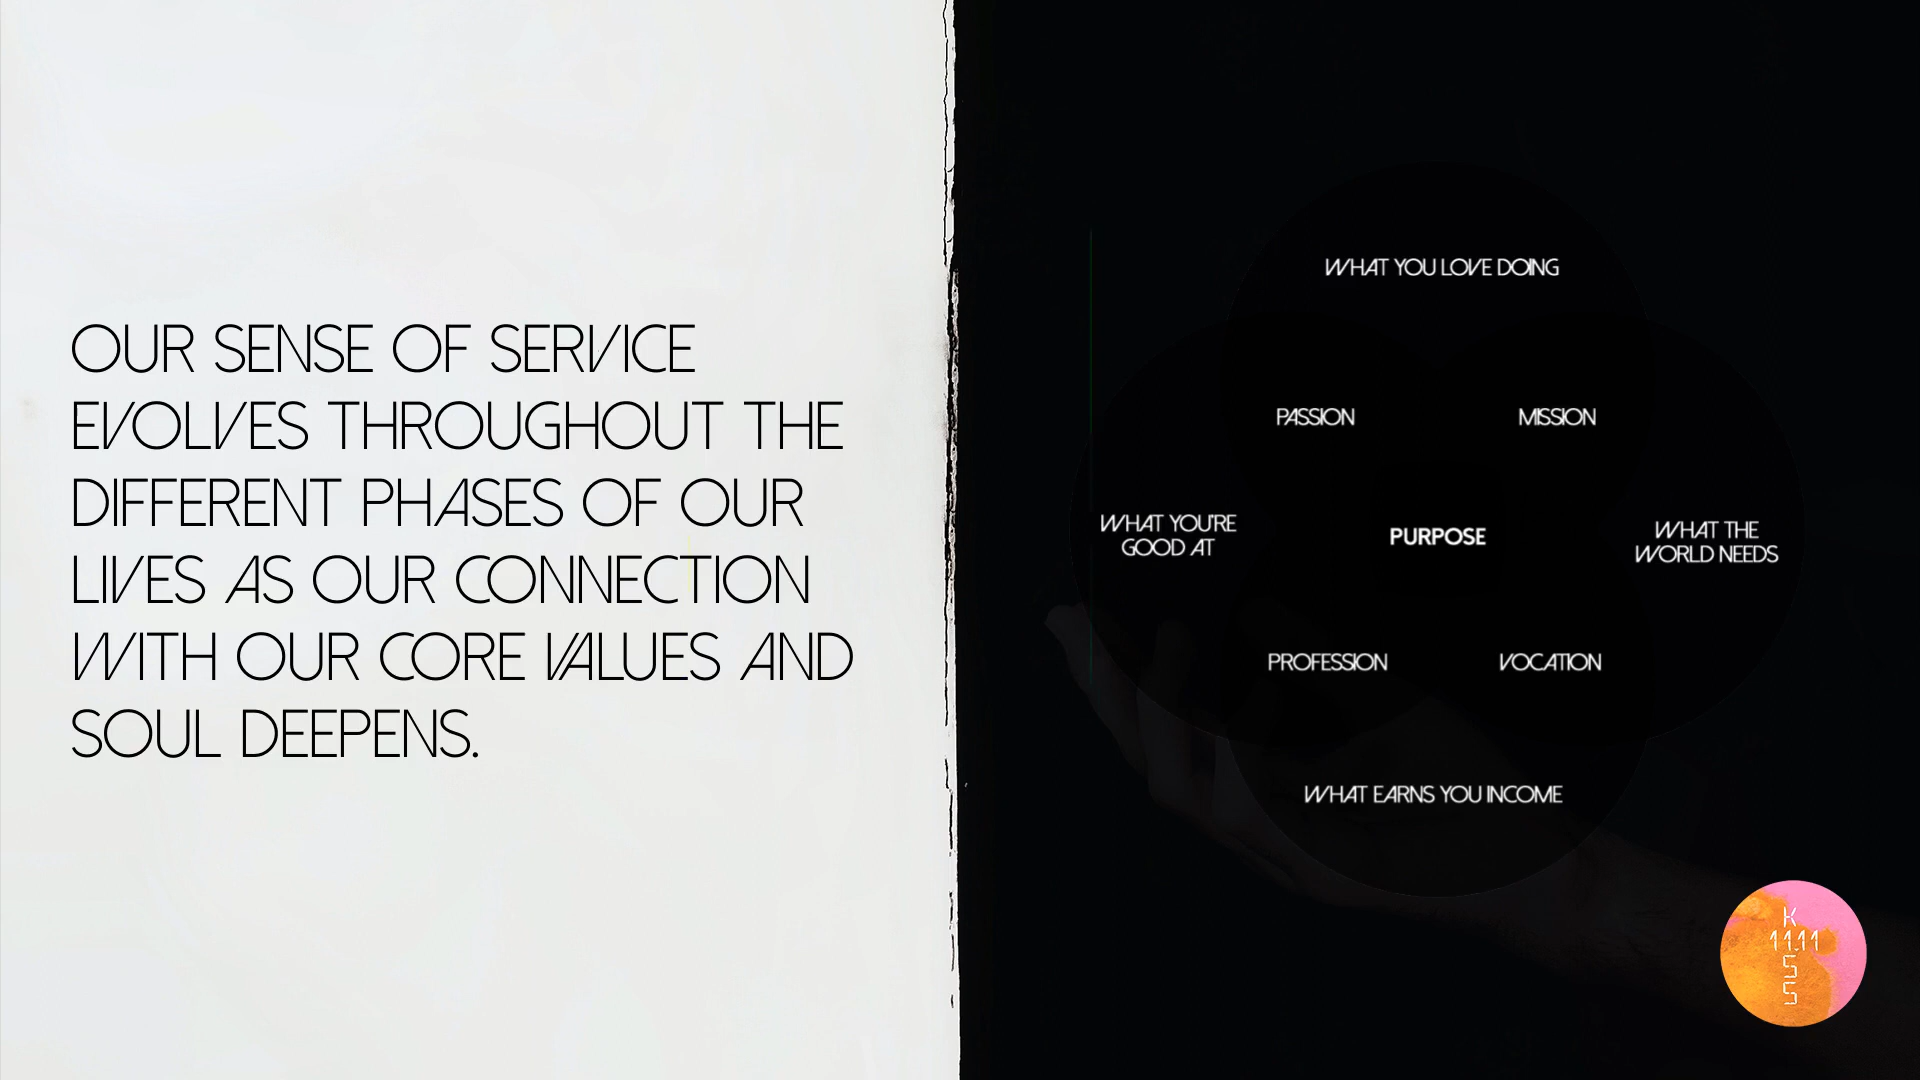 OUR SENSE OF SERVICE
EVOLVES THROUGHOUT THE
DIFFERENT PHASES OF OUR
LIVES AS OUR CONNECTION
WITH OUR CORE VALUES AND
SOUL DEEPENS.
WHAT YOU LOVE DOING
PASSION
MISSION
WHAT YOU'RE
GOOD AT
PURPOSE
WHAT THE
WORLD NEEDS
PROFESSION
VOCATION
WHAT EARNS YOU INCOME
K
11.11
S
S